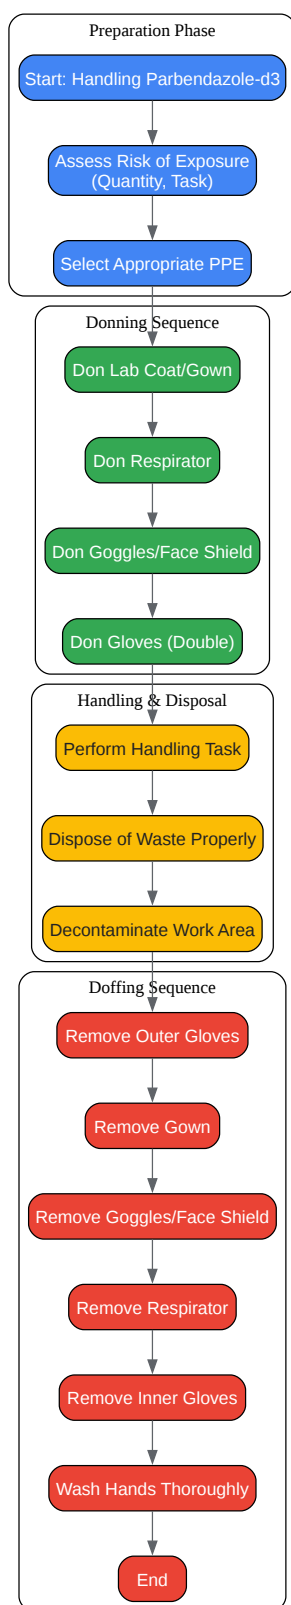 Preparation Phase
Start: Handling Parbendazole-d3
Assess Risk of Exposure
(Quantity, Task)
Select Appropriate PPE
Donning Sequence
Don Lab Coat/Gown
Don Respirator
Don Goggles/Face Shield
Don Gloves (Double)
Handling & Disposal
Perform Handling Task
Dispose of Waste Properly
Decontaminate Work Area
Doffing Sequence
Remove Outer Gloves
Remove Gown
Remove Goggles/Face Shield
Remove Respirator
Remove Inner Gloves
Wash Hands Thoroughly
End